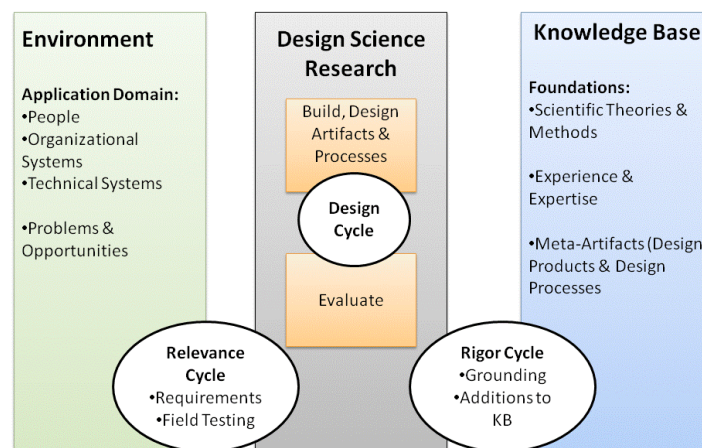 Environment
Application Domain:
•People
•Organizational
Systems
•Technical Systems
•Problems &
Opportunities
Design Science
Research
Build, Design
Artifacts &
Processes
Design
Cycle
Evaluate
Relevance
Cycle
•Requirements
•Field Testing
Rigor Cycle
•Grounding
•Additions to
KB
Knowledge Base
Foundations:
•Scientific Theories &
Methods
•Experience &
Expertise
•Meta-Artifacts (Design
Products & Design
Processes